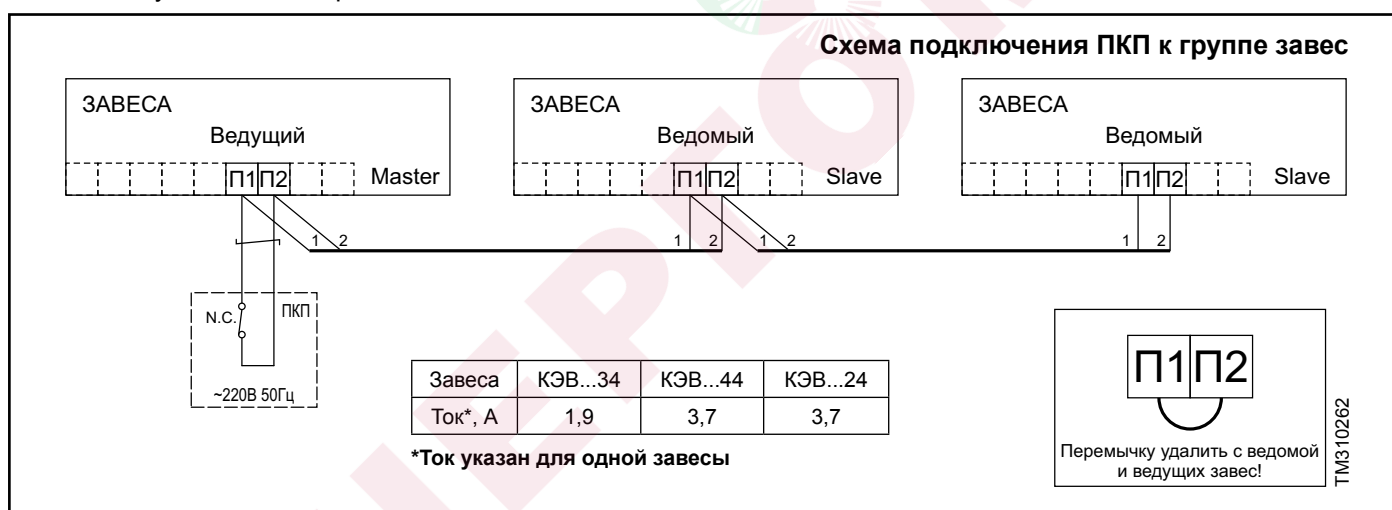 Схема подключения ПКП к группе завес
ЗАВЕСА
Ведущий
П1 П2
Master
ЗАВЕСА
Ведомый
П1 П2
Slave
ЗАВЕСА
Ведомый
П1 П2
Slave
1 2
1 2
1 2
1 2
N.C.
ПКП
~220В 50Гц
Завеса КЭВ...34 КЭВ...44 КЭВ...24
Ток*, А 1,9 3,7 3,7
*Ток указан для одной завесы
П1 П2
Перемычку удалить с ведомой
и ведущих завес!
ТМ310262